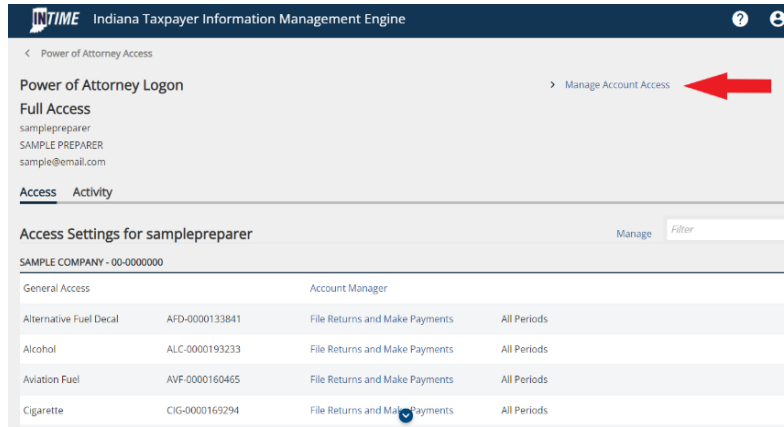 INTIME Indiana Taxpayer Information Management Engine
Power of Attorney Access
Power of Attorney Logon
Manage Account Access
Full Access
samplepreparer
SAMPLE PREPARER
sample@email.com
Access Activity
Access Settings for samplepreparer Manage Filter
SAMPLE COMPANY - 00-0000000
General Access Account Manager
Alternative Fuel Decal AFD-0000133841 File Returns and Make Payments All Periods
Alcohol ALC-0000193233 File Returns and Make Payments All Periods
Aviation Fuel AVF-0000160465 File Returns and Make Payments All Periods
Cigarette CIG-0000169294 File Returns and Make Payments All Periods